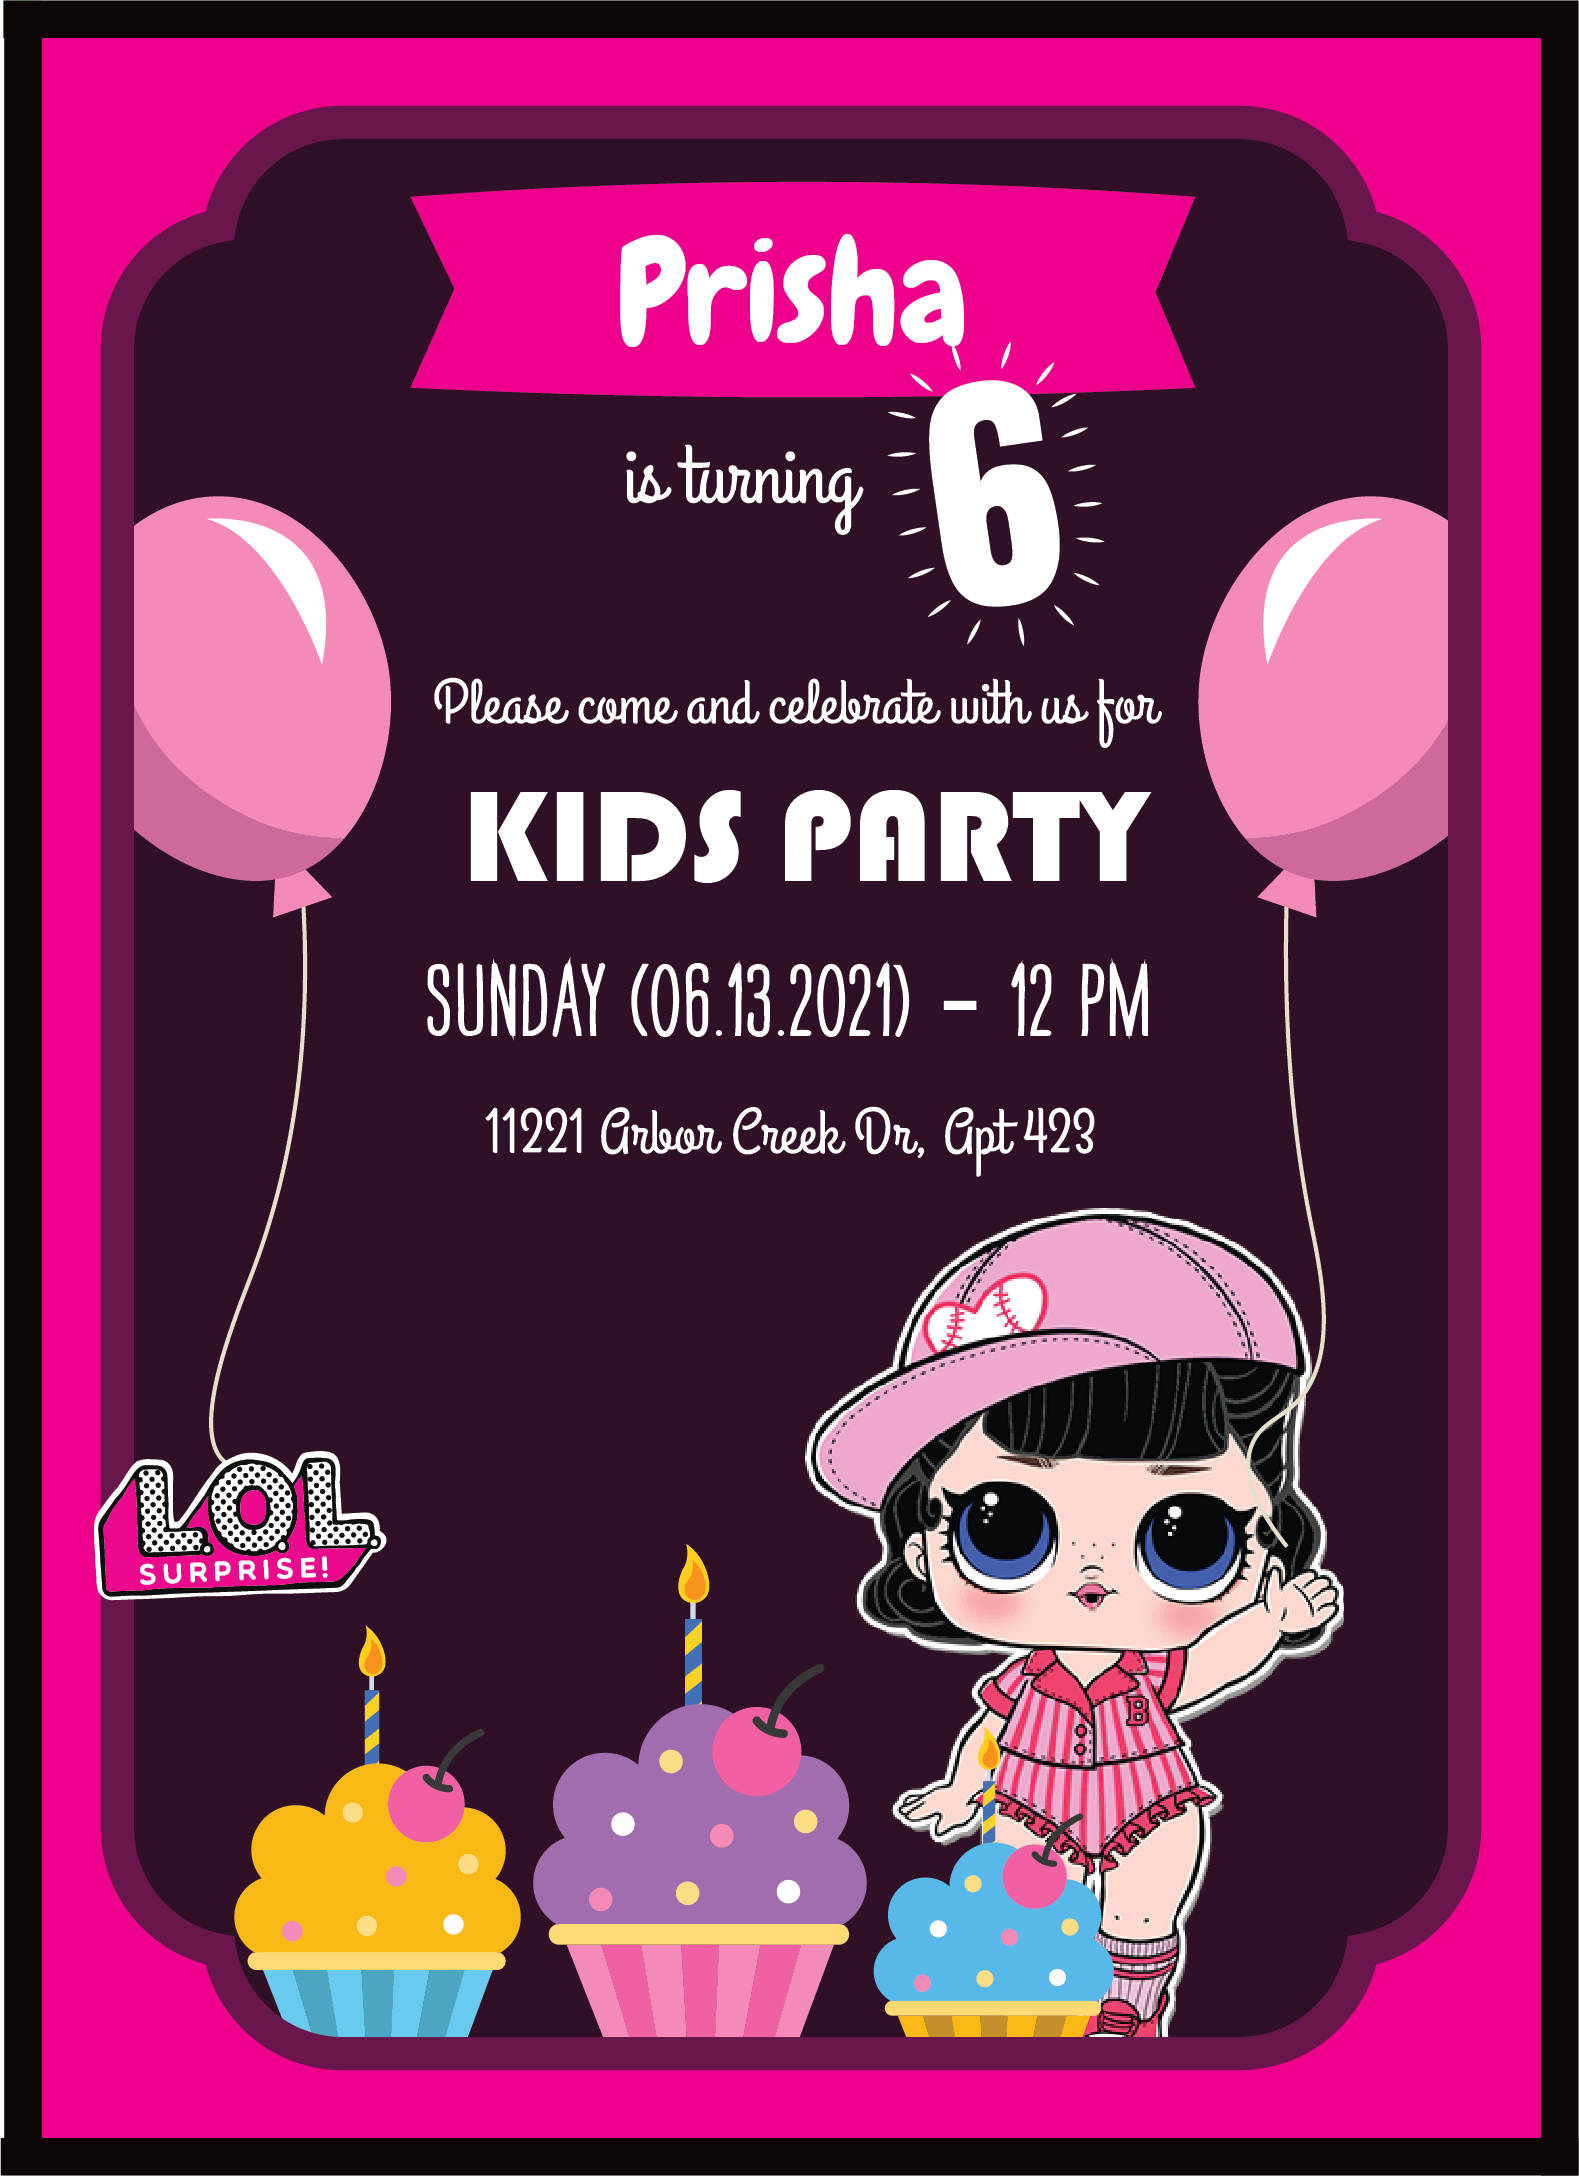 Prisha
is turning 6
Please come and celebrate with us for
KIDS PARTY
SUNDAY (06.13.2021) - 12 PM
11221 Arbor Creek Dr, Apt 423
L.O.L.
SURPRISE!
B